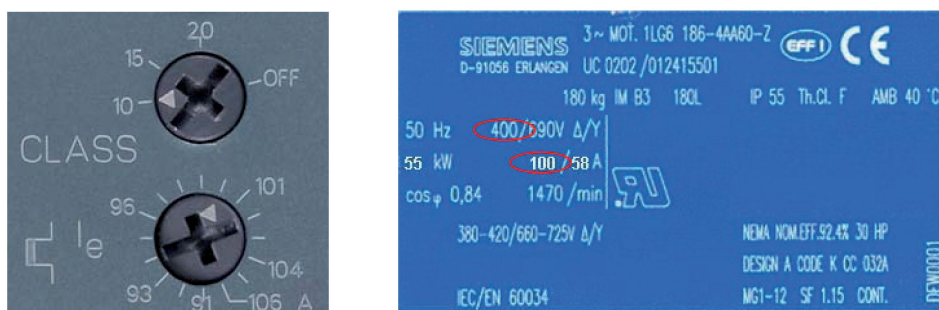 20
15
OFF
10
CLASS
101
96
Ie
104
93
91
106 A
SIEMENS 3~ MOT. 1LG6 186-4AA60-Z EFF I CE
D-91056 ERLANGEN UC 0202/012415501
180 kg IM B3 180L IP 55 Th.Cl. F AMB 40 °C
50 Hz 400/690V Δ/Y
55 kW 100/58 A
cosφ 0,84 1470/min
380-420/660-725V Δ/Y NEMA NOM.EFF.92.4% 30 HP
DESIGN A CODE K CC 032A
IEC/EN 60034 MG1-12 SF 1.15 CONT.
DEW0001